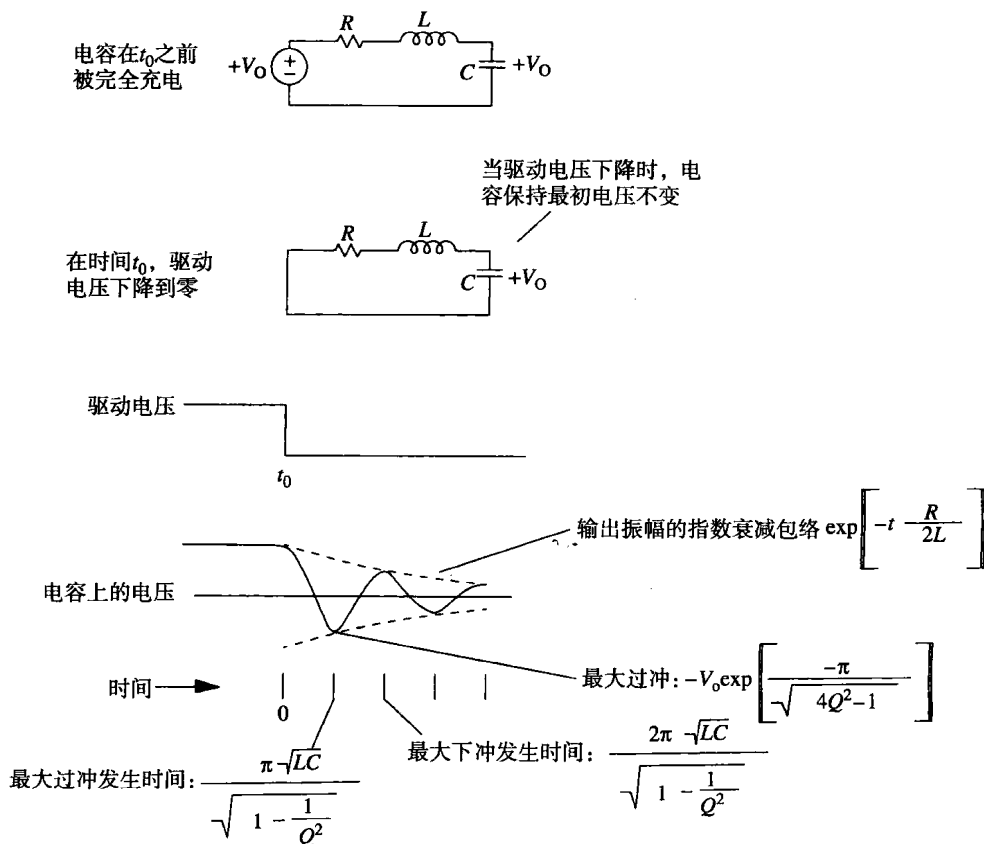 电容在t₀之前
被完全充电
+V_O
R
L
+
−
C
+V_O
当驱动电压下降时，电
容保持最初电压不变
在时间t₀，驱动
电压下降到零
R
L
C
+V_O
驱动电压
t₀
输出振幅的指数衰减包络 exp[-t R/2L]
电容上的电压
最大过冲: -V_o exp[-π/√(4Q²-1)]
时间
0
最大过冲发生时间: π√LC/√(1 - 1/Q²)
最大下冲发生时间: 2π √LC/√(1 - 1/Q²)